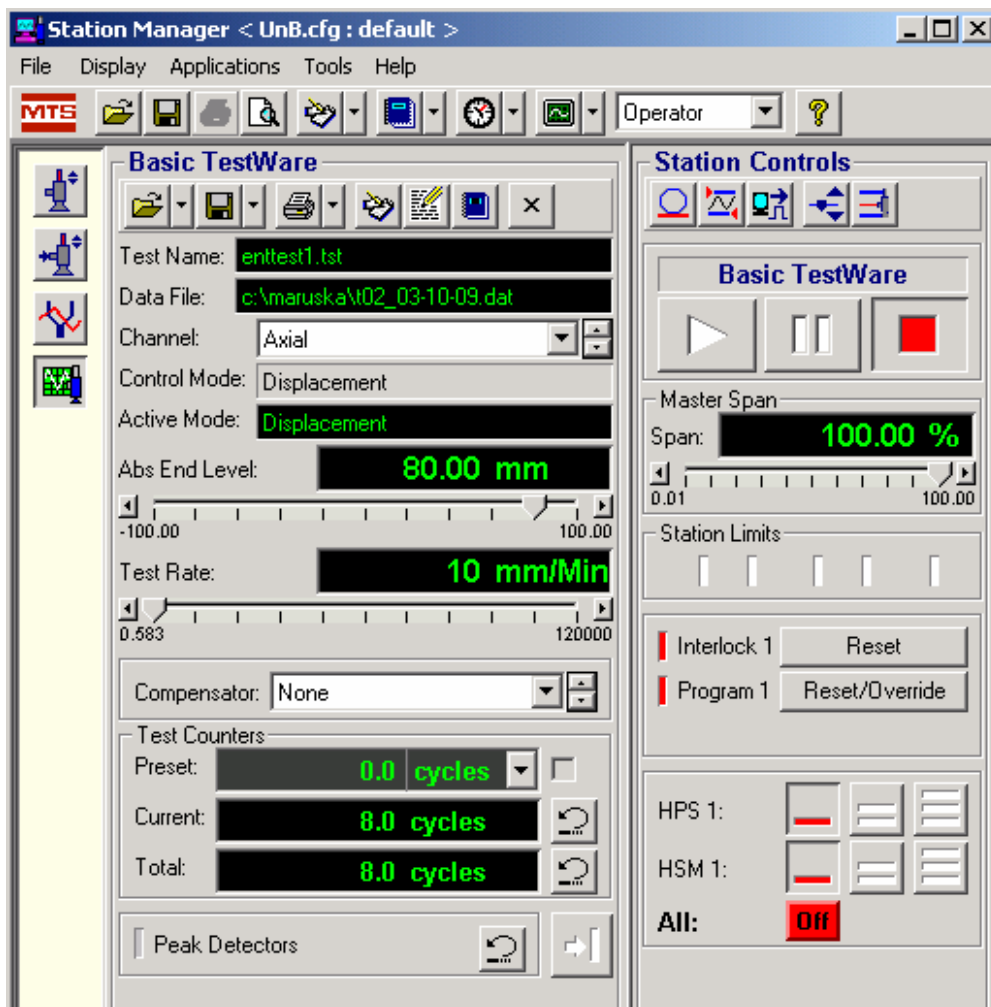 Station Manager < UnB.cfg : default >
File Display Applications Tools Help
MTS Operator
Basic TestWare
Test Name: enttest1.tst
Data File: c:\maruska\t02_03-10-09.dat
Channel: Axial
Control Mode: Displacement
Active Mode: Displacement
Abs End Level: 80.00 mm
-100.00 100.00
Test Rate: 10 mm/Min
0.583 120000
Compensator: None
Test Counters
Preset: 0.0 cycles
Current: 8.0 cycles
Total: 8.0 cycles
Peak Detectors
Station Controls
Basic TestWare
Master Span
Span: 100.00 %
0.01 100.00
Station Limits
Interlock 1 Reset
Program 1 Reset/Override
HPS 1:
HSM 1:
All: Off